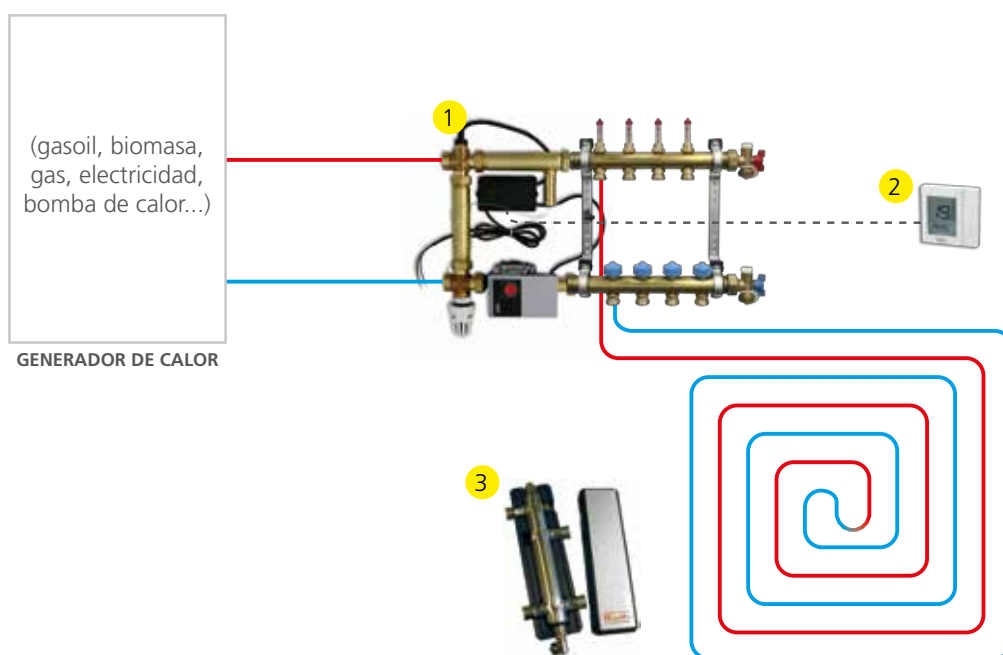 (gasoil, biomasa,
gas, electricidad,
bomba de calor...)
GENERADOR DE CALOR
1
2
3